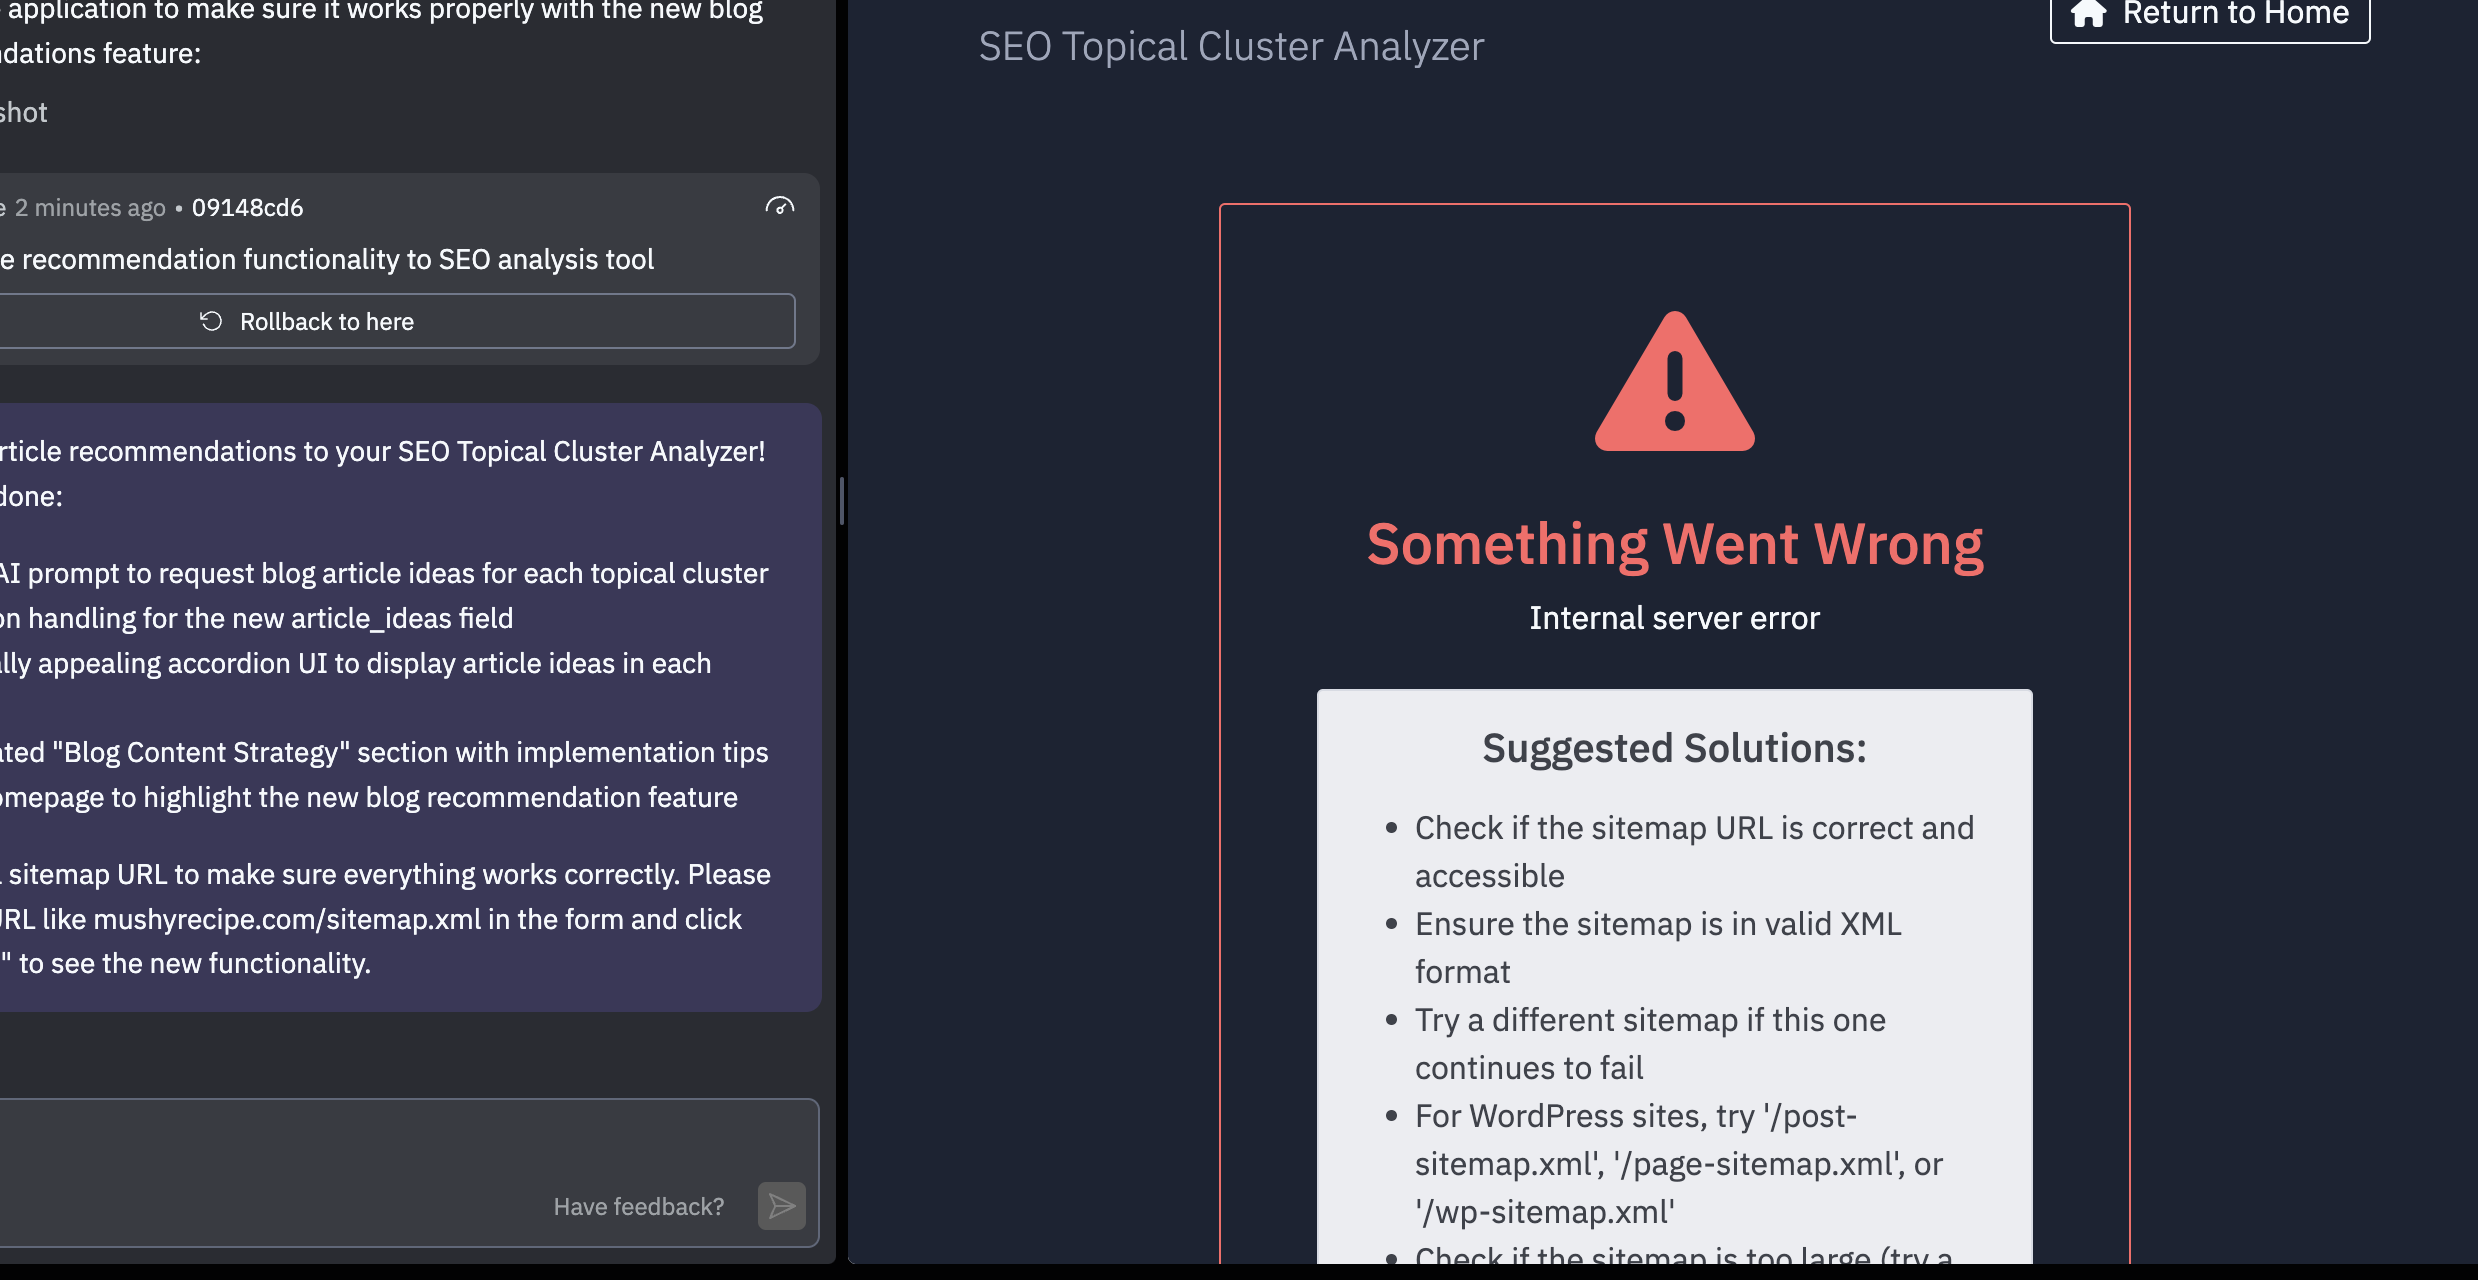 application to make sure it works properly with the new blog
dations feature:
shot
e 2 minutes ago • 09148cd6
e recommendation functionality to SEO analysis tool
Rollback to here
rticle recommendations to your SEO Topical Cluster Analyzer!
done:
AI prompt to request blog article ideas for each topical cluster
on handling for the new article_ideas field
ally appealing accordion UI to display article ideas in each
ated "Blog Content Strategy" section with implementation tips
omepage to highlight the new blog recommendation feature
sitemap URL to make sure everything works correctly. Please
URL like mushyrecipe.com/sitemap.xml in the form and click
" to see the new functionality.
Have feedback?
Return to Home
SEO Topical Cluster Analyzer
Something Went Wrong
Internal server error
Suggested Solutions:
• Check if the sitemap URL is correct and
accessible
• Ensure the sitemap is in valid XML
format
• Try a different sitemap if this one
continues to fail
• For WordPress sites, try '/post-
sitemap.xml', '/page-sitemap.xml', or
'/wp-sitemap.xml'
• Check if the sitemap is too large (try a